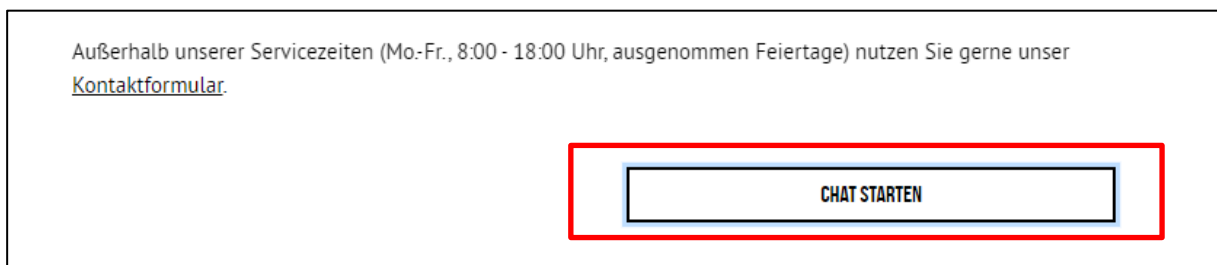 Außerhalb unserer Servicezeiten (Mo.-Fr., 8:00 - 18:00 Uhr, ausgenommen Feiertage) nutzen Sie gerne unser
Kontaktformular.
CHAT STARTEN